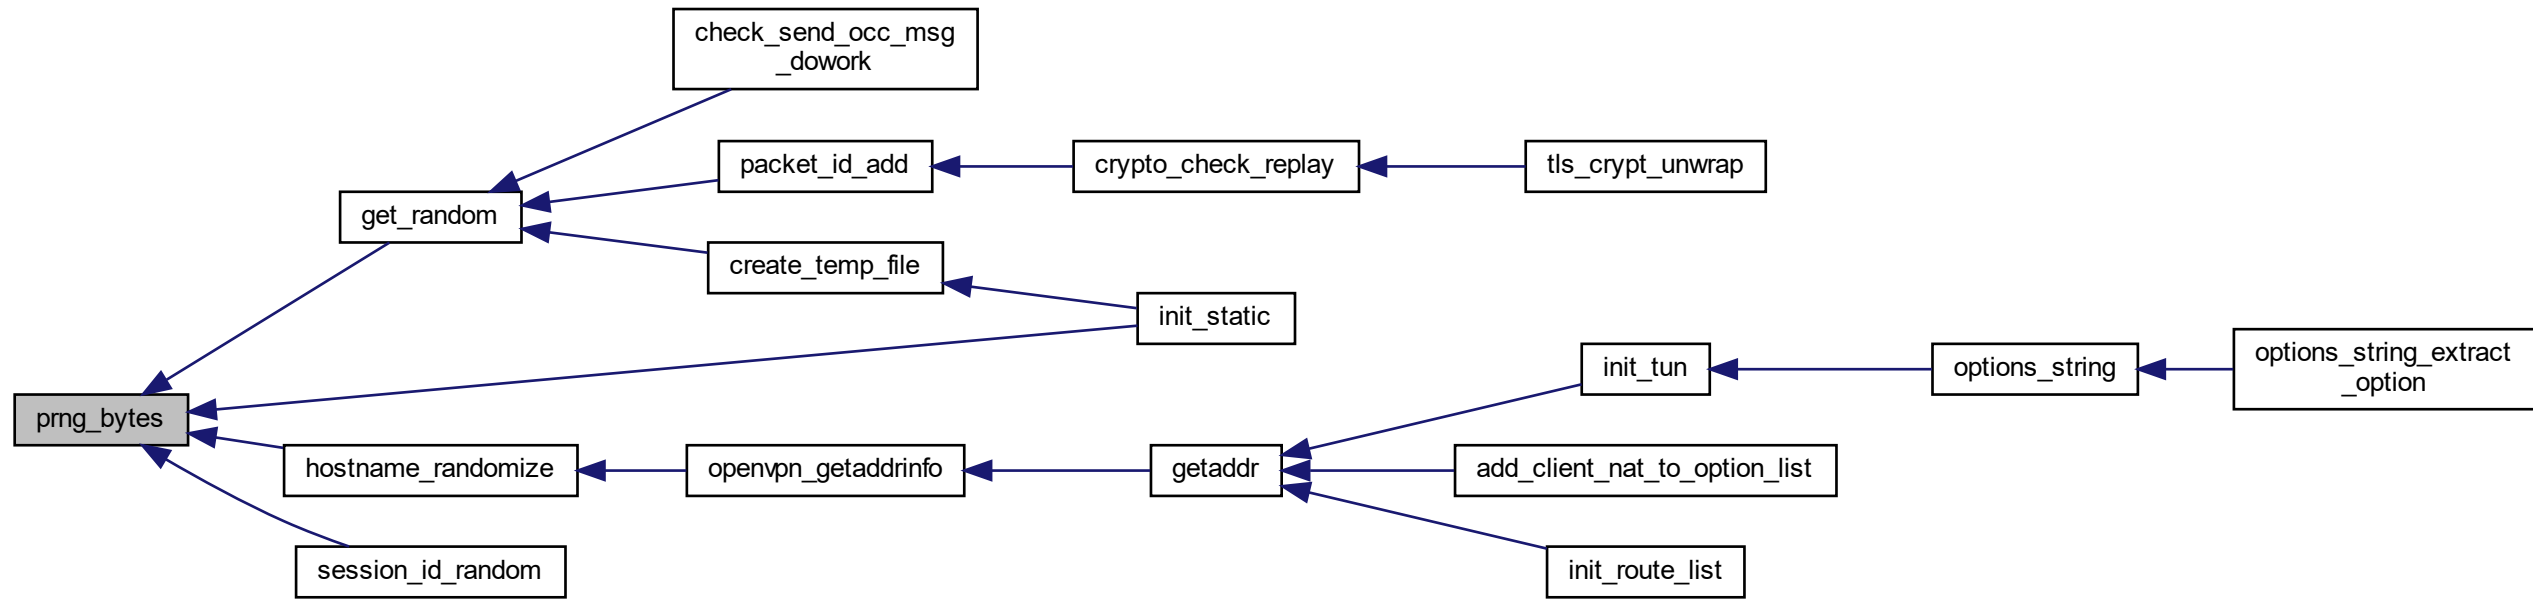 check_send_occ_msg
_dowork
packet_id_add
crypto_check_replay
tls_crypt_unwrap
get_random
create_temp_file
init_static
init_tun
options_string
options_string_extract
_option
prng_bytes
hostname_randomize
openvpn_getaddrinfo
getaddr
add_client_nat_to_option_list
session_id_random
init_route_list